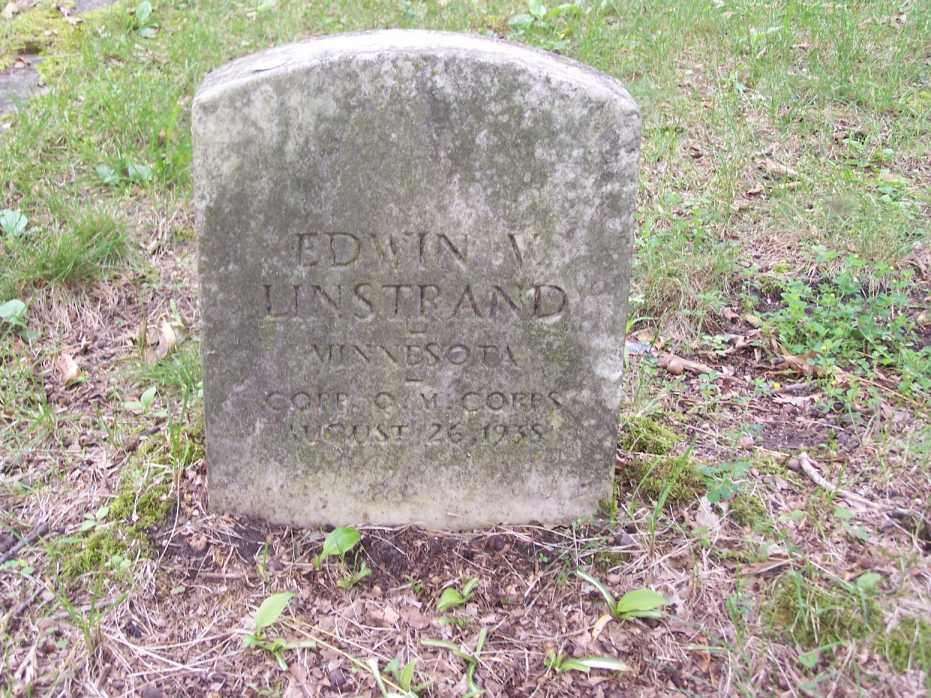 EDWIN V.
LINSTRAND
–
MINNESOTA
–
CORP. Q. M. CORPS
AUGUST 26, 1938